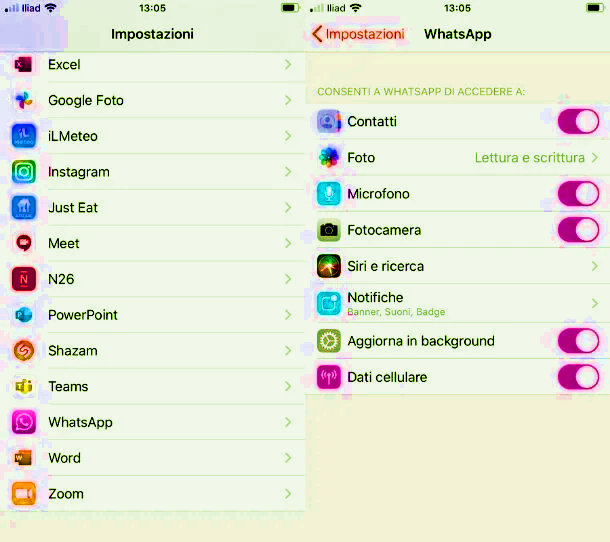 Iliad
13:05
Impostazioni
Excel
Google Foto
iLMeteo
Instagram
Just Eat
Meet
N26
PowerPoint
Shazam
Teams
WhatsApp
Word
Zoom
Iliad
13:05
Impostazioni
WhatsApp
CONSENTI A WHATSAPP DI ACCEDERE A:
Contatti
Foto
Lettura e scrittura
Microfono
Fotocamera
Siri e ricerca
Notifiche
Banner, Suoni, Badge
Aggiorna in background
Dati cellulare